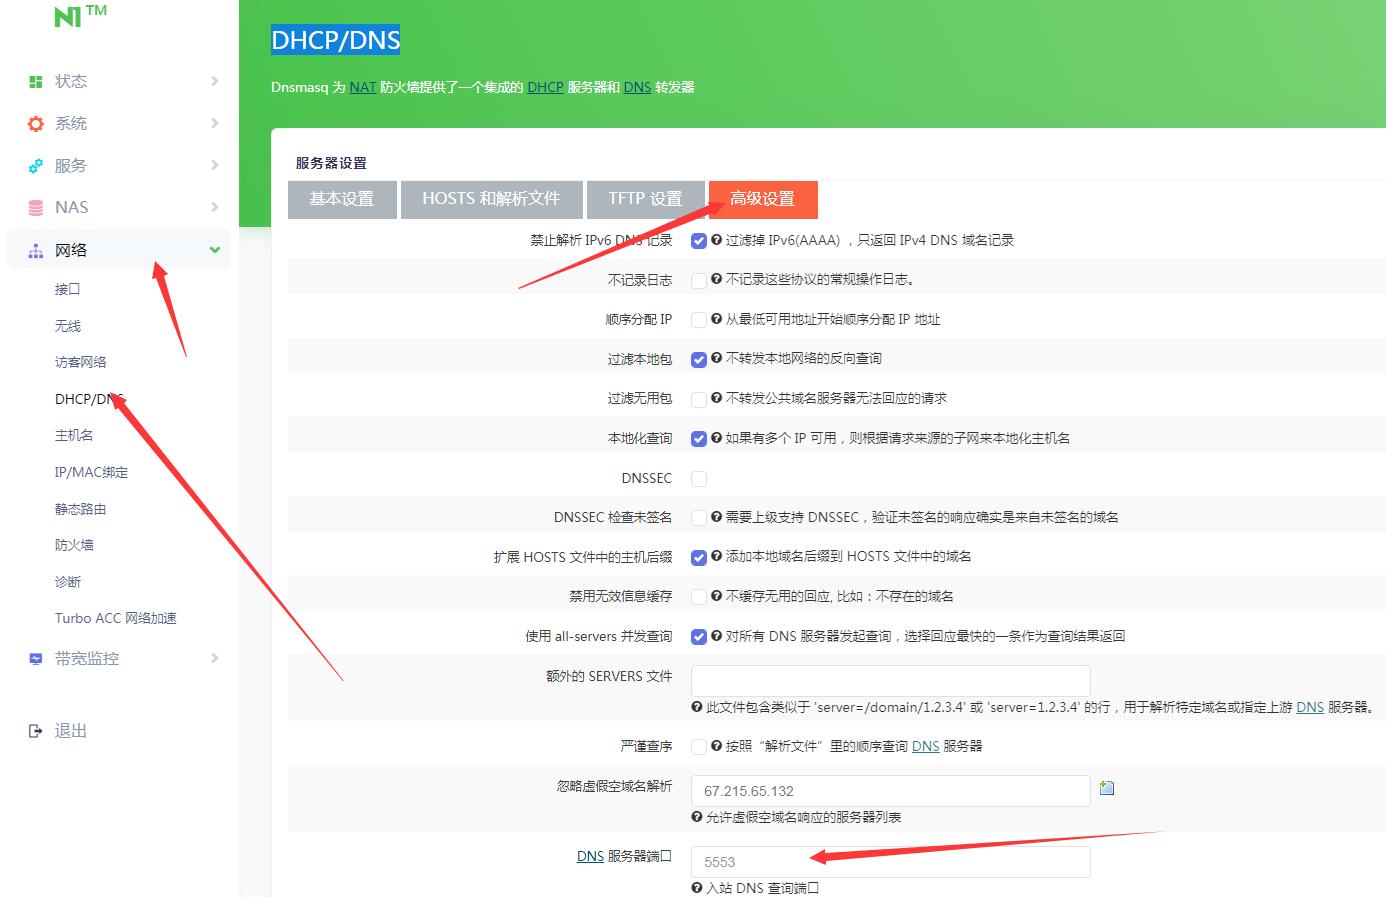 N1 TM
状态
系统
服务
NAS
网络
接口
无线
访客网络
DHCP/DNS
主机名
IP/MAC绑定
静态路由
防火墙
诊断
Turbo ACC 网络加速
带宽监控
退出
DHCP/DNS
Dnsmasq 为 NAT 防火墙提供了一个集成的 DHCP 服务器和 DNS 转发器
服务器设置
基本设置 HOSTS 和解析文件 TFTP 设置 高级设置
禁止解析 IPv6 DNS 记录 过滤掉 IPv6(AAAA) ，只返回 IPv4 DNS 域名记录
不记录日志 不记录这些协议的常规操作日志。
顺序分配 IP 从最低可用地址开始顺序分配 IP 地址
过滤本地包 不转发本地网络的反向查询
过滤无用包 不转发公共域名服务器无法回应的请求
本地化查询 如果有多个 IP 可用，则根据请求来源的子网来本地化主机名
DNSSEC
DNSSEC 检查未签名 需要上级支持 DNSSEC，验证未签名的响应确实是来自未签名的域名
扩展 HOSTS 文件中的主机后缀 添加本地域名后缀到 HOSTS 文件中的域名
禁用无效信息缓存 不缓存无用的回应, 比如：不存在的域名
使用 all-servers 并发查询 对所有 DNS 服务器发起查询，选择回应最快的一条作为查询结果返回
额外的 SERVERS 文件
此文件包含类似于 'server=/domain/1.2.3.4' 或 'server=1.2.3.4' 的行，用于解析特定域名或指定上游 DNS 服务器。
严谨查序 按照“解析文件”里的顺序查询 DNS 服务器
忽略虚假空域名解析 67.215.65.132
允许虚假空域名响应的服务器列表
DNS 服务器端口 5553
入站 DNS 查询端口